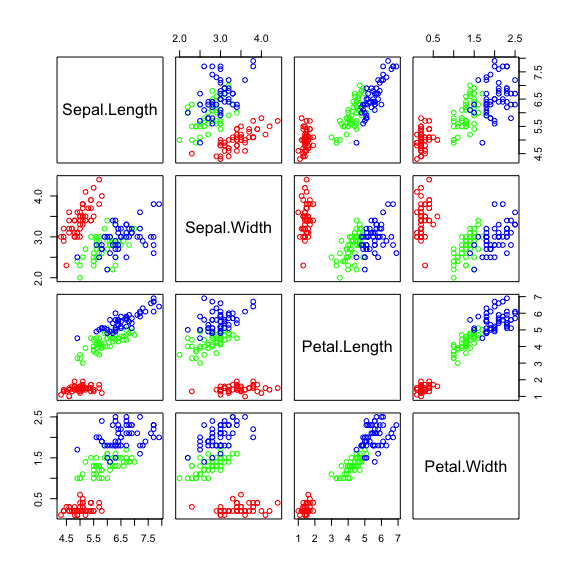 2.0 3.0 4.0 0.5 1.5 2.5
Sepal.Length
4.5 5.5 6.5 7.5
2.0 3.0 4.0
Sepal.Width
Petal.Length
1 2 3 4 5 6 7
0.5 1.5 2.5
Petal.Width
4.5 5.5 6.5 7.5 1 2 3 4 5 6 7